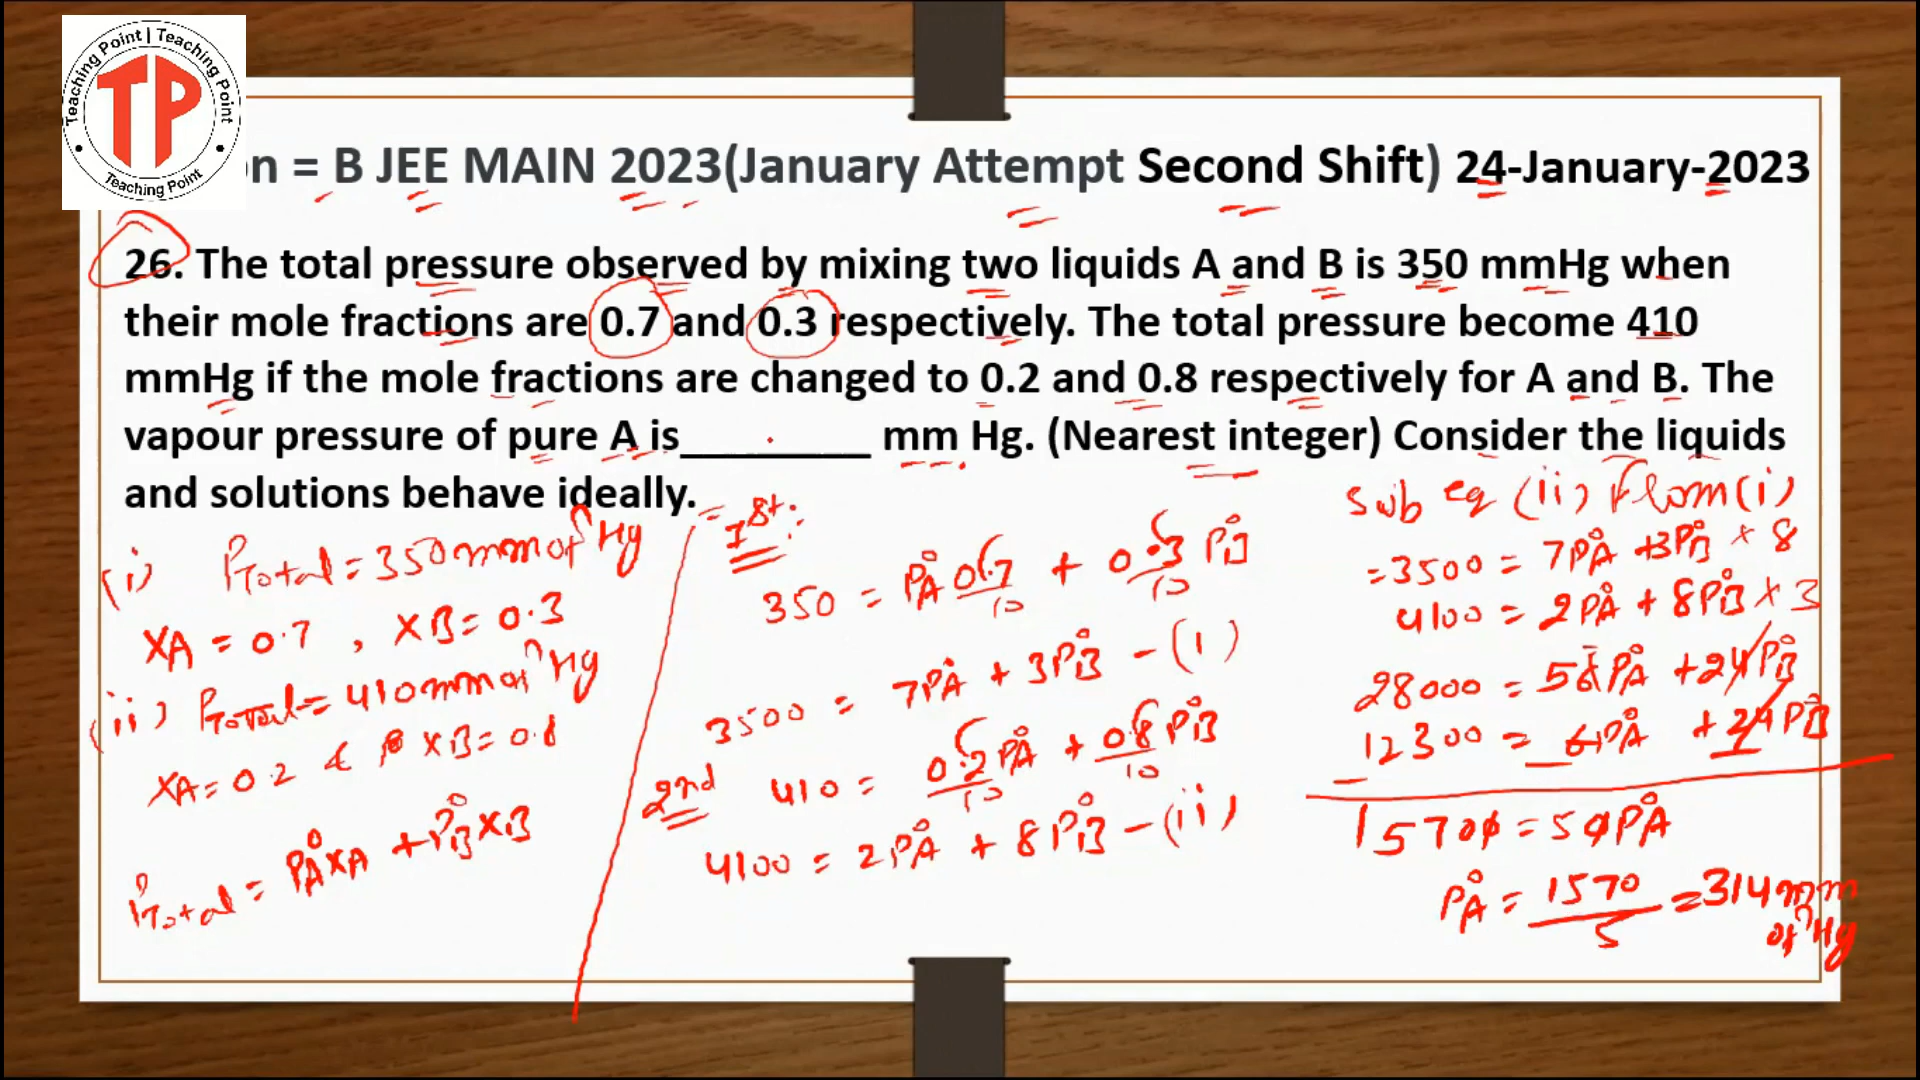 Teaching Point | Teaching Point
TP
Teaching Point
n = B JEE MAIN 2023(January Attempt Second Shift) 24-January-2023
26. The total pressure observed by mixing two liquids A and B is 350 mmHg when
their mole fractions are 0.7 and 0.3 respectively. The total pressure become 410
mmHg if the mole fractions are changed to 0.2 and 0.8 respectively for A and B. The
vapour pressure of pure A is________ mm Hg. (Nearest integer) Consider the liquids
and solutions behave ideally.
(i) PTotal = 350 mm of Hg
XA = 0.7 , XB = 0.3
(ii) PTotal = 410 mm of Hg
XA = 0.2 & XB = 0.8
PTotal = P°A XA + P°B XB
Ist:
350 = P°A 0.7/10 + 0.3/10 P°B
3500 = 7P°A + 3P°B - (i)
2nd 410 = 0.2/10 P°A + 0.8/10 P°B
4100 = 2P°A + 8P°B - (ii)
Sub eq (ii) From (i)
= 3500 = 7P°A + 3P°B × 8
4100 = 2P°A + 8P°B × 3
28000 = 56P°A + 24P°B
12300 = 6P°A + 24P°B
15700 = 50P°A
P°A = 1570/5 = 314 mm
of Hg